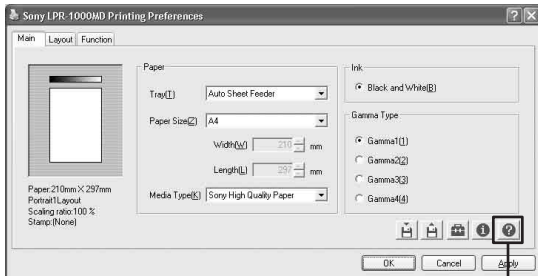 Sony LPR-1000MD Printing Preferences
Main Layout Function
Paper
Tray(T) Auto Sheet Feeder
Paper Size(Z) A4
Width(W) 210 mm
Length(L) 297 mm
Media Type(K) Sony High Quality Paper
Ink
Black and White(B)
Gamma Type
Gamma1(1)
Gamma2(2)
Gamma3(3)
Gamma4(4)
Paper:210mm X 297mm
Portrait1Layout
Scaling ratio:100 %
Stamp:(None)
OK Cancel Apply